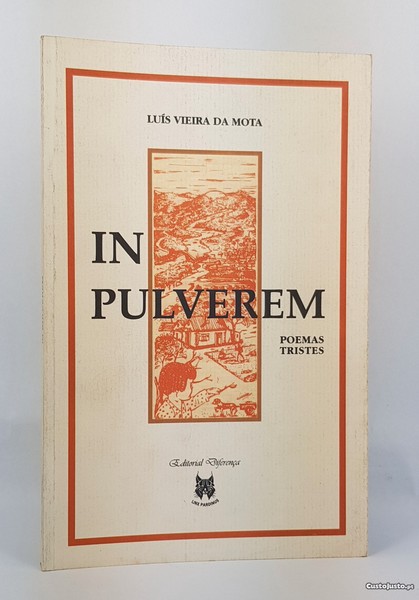 LUÍS VIEIRA DA MOTA
IN
PULVEREM
POEMAS
TRISTES
Editorial Diferença
LINX PARDINUS
CustoJusto.pt